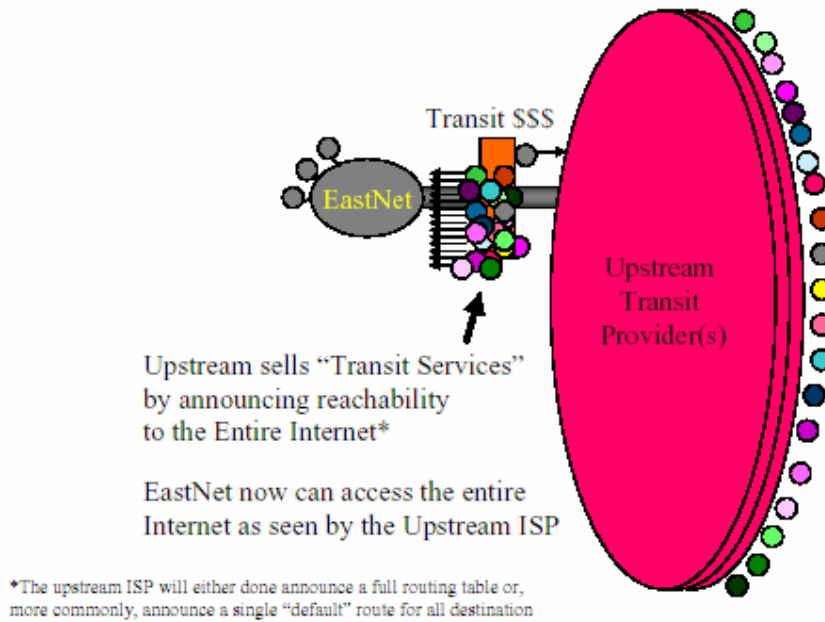 Transit $$$
EastNet
Upstream
Transit
Provider(s)
Upstream sells “Transit Services”
by announcing reachability
to the Entire Internet*
EastNet now can access the entire
Internet as seen by the Upstream ISP
*The upstream ISP will either done announce a full routing table or,
more commonly, announce a single “default” route for all destination